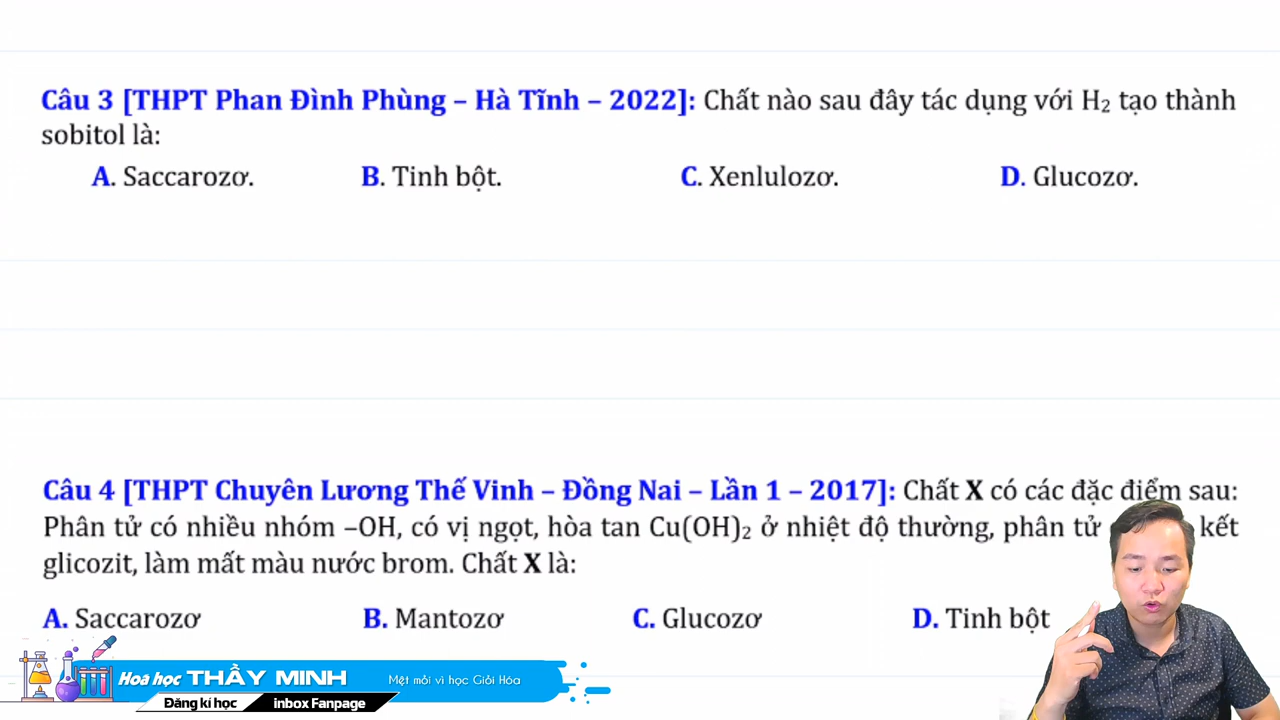 Câu 3 [THPT Phan Đình Phùng – Hà Tĩnh – 2022]: Chất nào sau đây tác dụng với H₂ tạo thành
sobitol là:
A. Saccarozơ. B. Tinh bột. C. Xenlulozơ. D. Glucozơ.
Câu 4 [THPT Chuyên Lương Thế Vinh – Đồng Nai – Lần 1 – 2017]: Chất X có các đặc điểm sau:
Phân tử có nhiều nhóm –OH, có vị ngọt, hòa tan Cu(OH)₂ ở nhiệt độ thường, phân tử kết
glicozit, làm mất màu nước brom. Chất X là:
A. Saccarozơ B. Mantozơ C. Glucozơ D. Tinh bột
Hoá học THẦY MINH Mệt mỏi vì học Giỏi Hóa
Đăng kí học inbox Fanpage